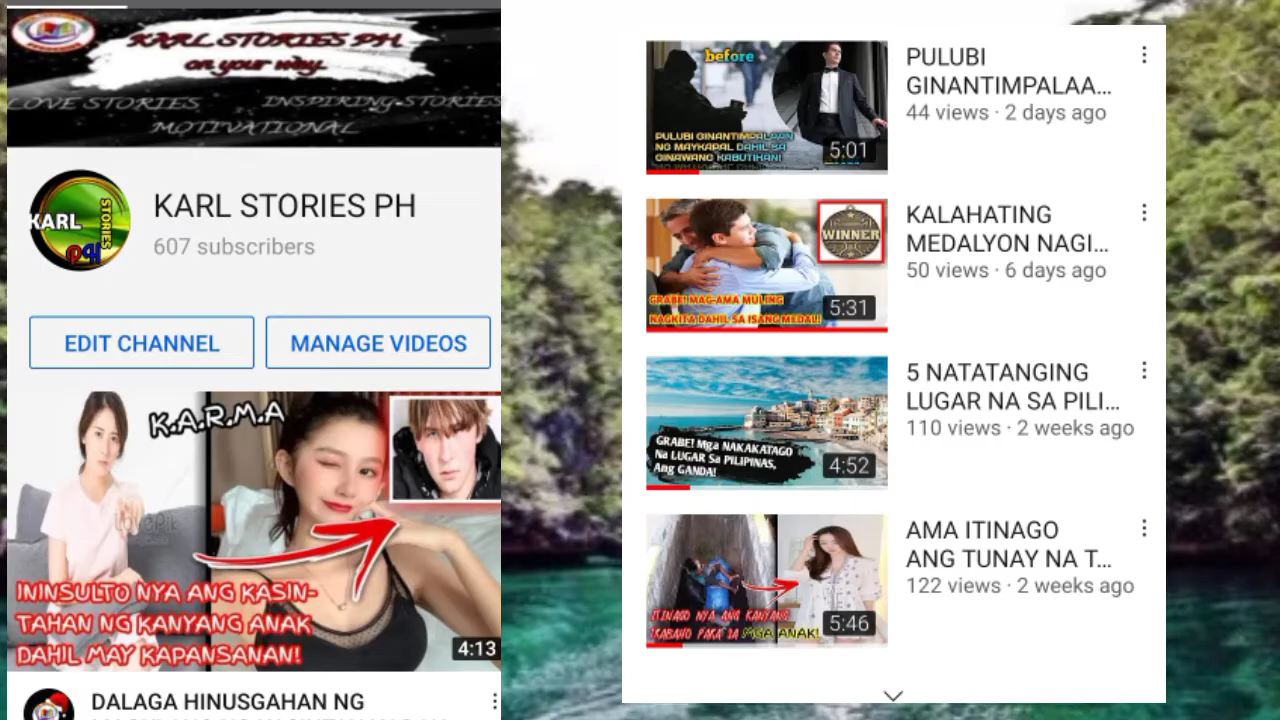 KARL STORIES PH
on your way.
LOVE STORIES
INSPIRING STORIES
MOTIVATIONAL
KARL
STORIES
PH
KARL STORIES PH
607 subscribers
EDIT CHANNEL
MANAGE VIDEOS
K.A.R.M.A
LovePik
ININSULTO NYA ANG KASIN-
TAHAN NG KANYANG ANAK
DAHIL MAY KAPANSANAN!
4:13
DALAGA HINUSGAHAN NG
before
PULUBI GINANTIMPALAAN
NG MAYKAPAL DAHIL SA
GINAWANG KABUTIHAN!
5:01
PULUBI
GINANTIMPALAA...
44 views · 2 days ago
WINNER
GRABE! MAG-AMA MULING
NAGKITA DAHIL SA ISANG MEDAL!
5:31
KALAHATING
MEDALYON NAGI...
50 views · 6 days ago
GRABE! Mga NAKAKATAGO
Na LUGAR Sa PILIPINAS,
Ang GANDA!
4:52
5 NATATANGING
LUGAR NA SA PILI...
110 views · 2 weeks ago
ITINAGO NYA ANG KANYANG
TRABAHO PARA SA MGA ANAK!
5:46
AMA ITINAGO
ANG TUNAY NA T...
122 views · 2 weeks ago